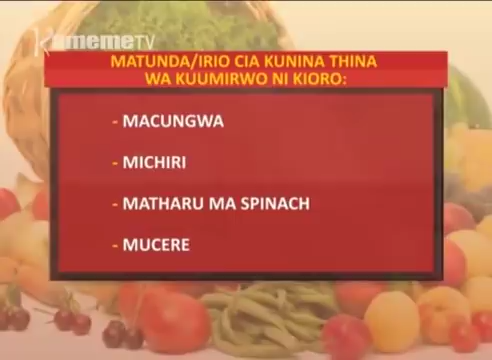 KamemeTV
MATUNDA/IRIO CIA KUNINA THINA
WA KUUMIRWO NI KIORO:
- MACUNGWA
- MICHIRI
- MATHARU MA SPINACH
- MUCERE